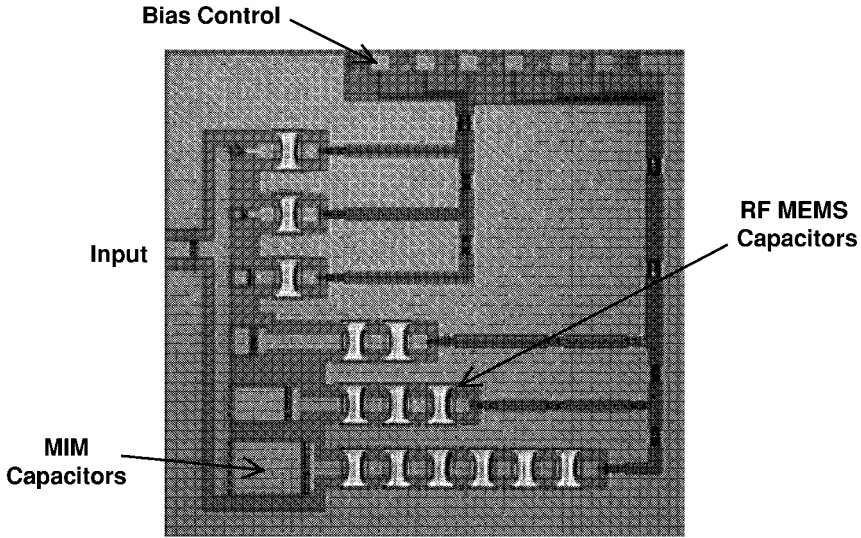 Bias Control
Input
RF MEMS
Capacitors
MIM
Capacitors